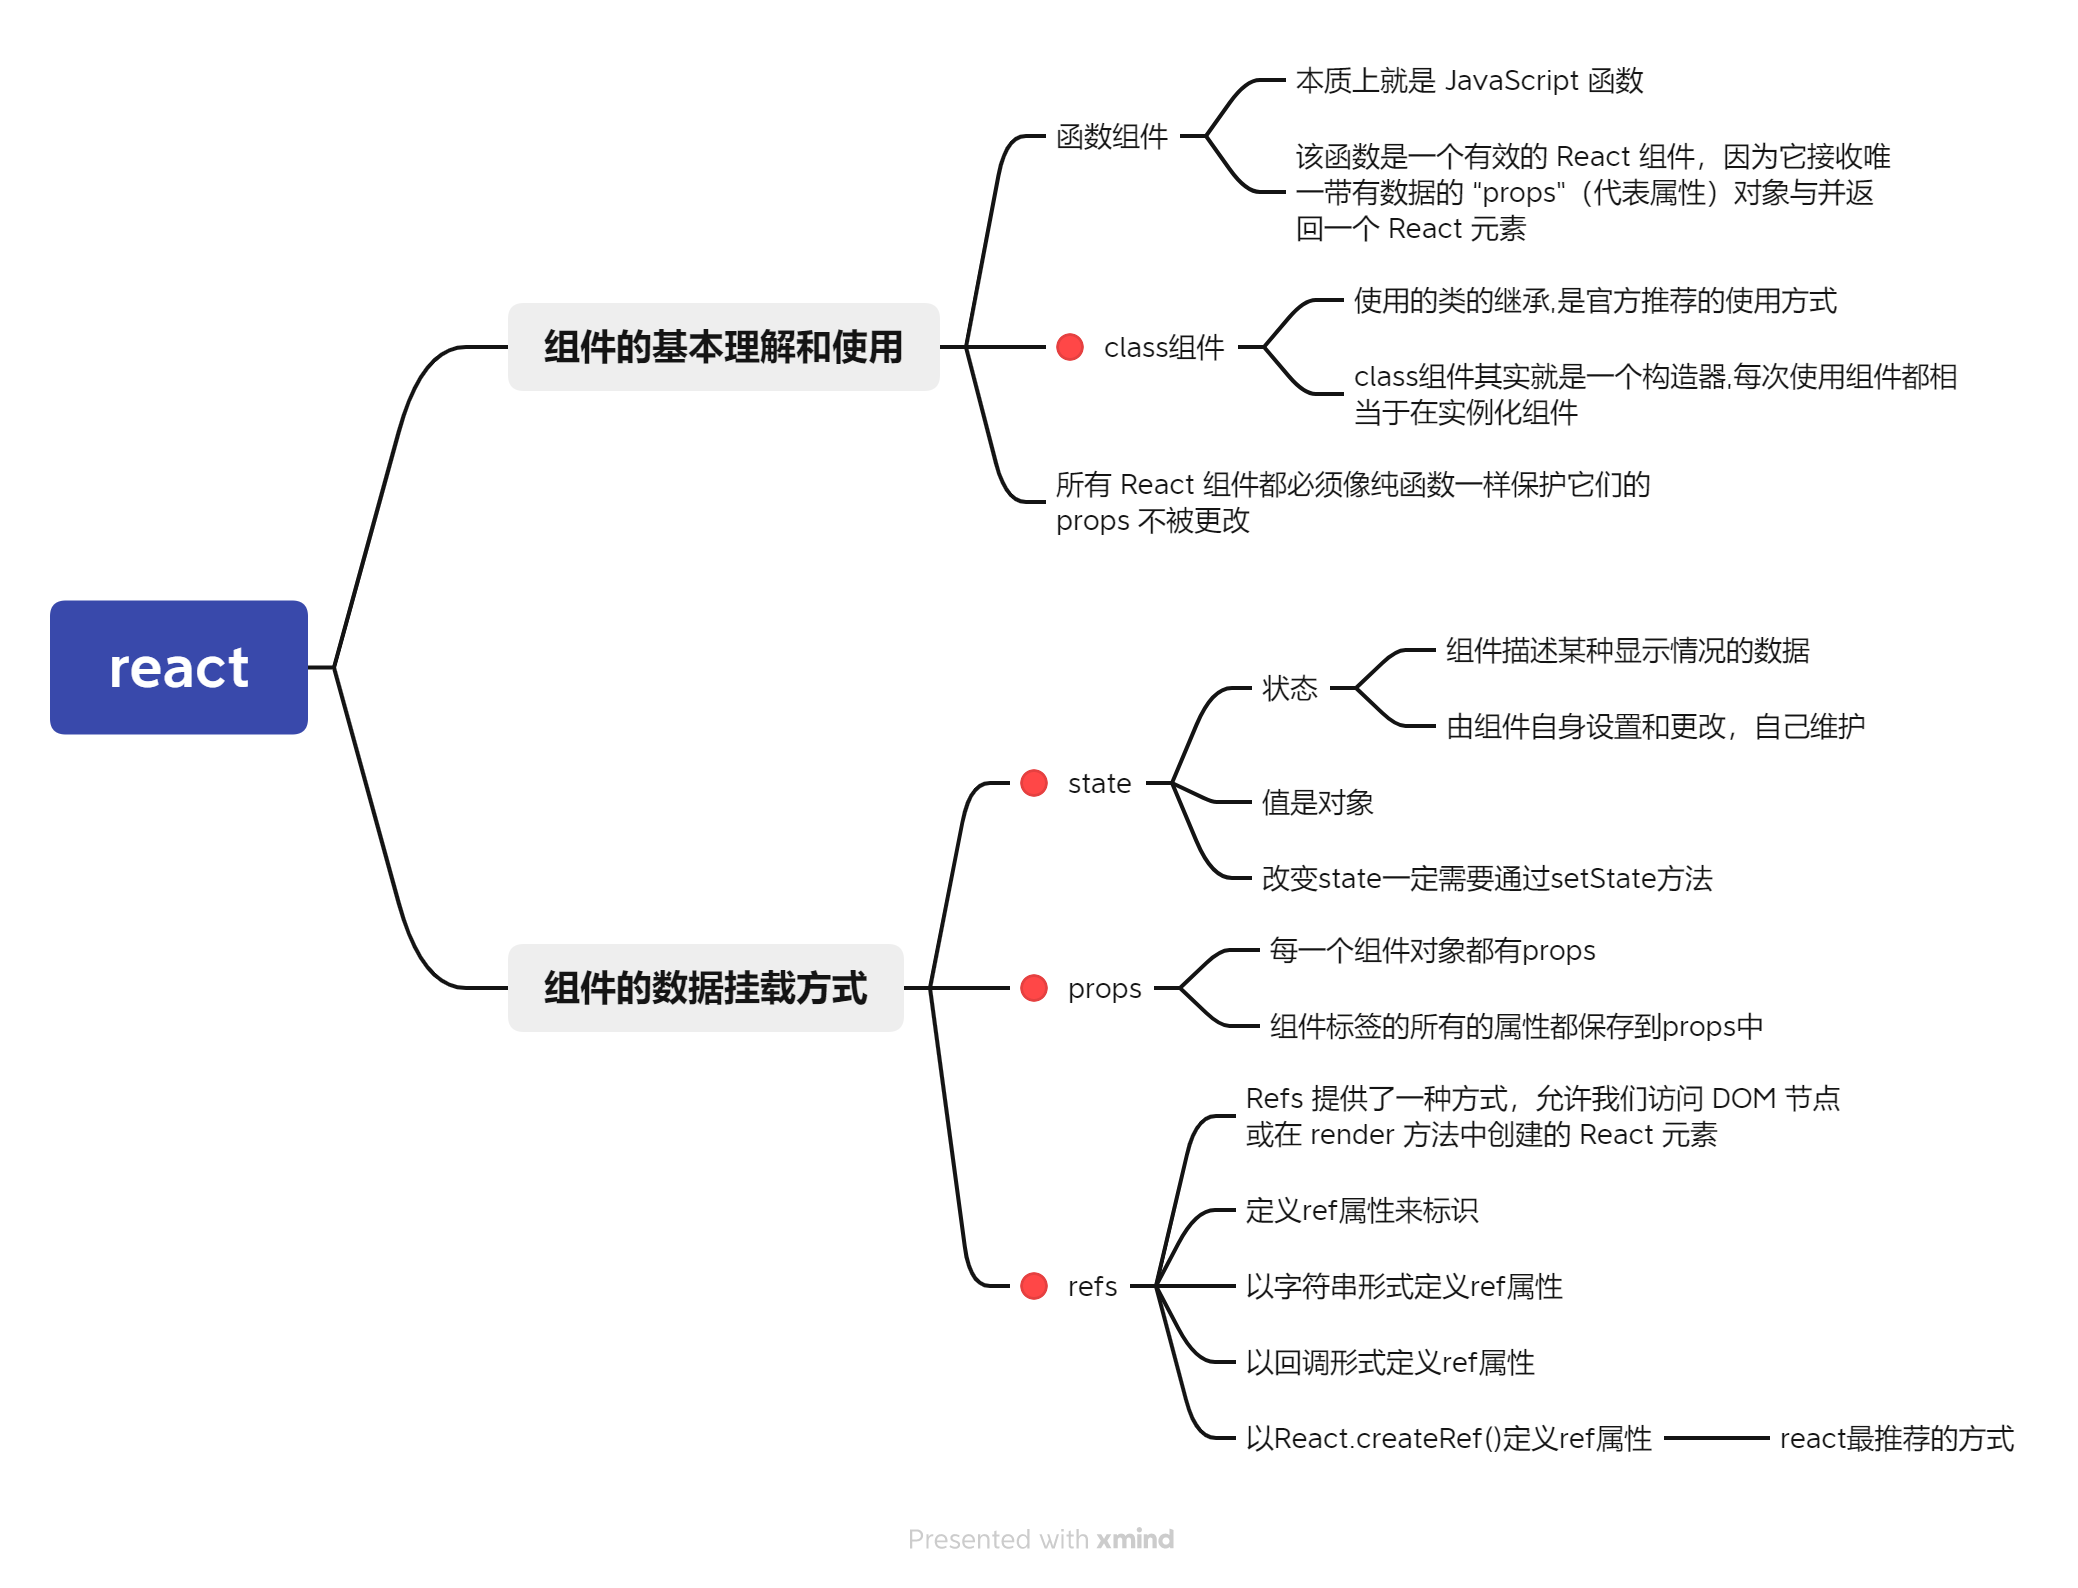 react
组件的基本理解和使用
函数组件
本质上就是 JavaScript 函数
该函数是一个有效的 React 组件，因为它接收唯
一带有数据的 “props"（代表属性）对象与并返
回一个 React 元素
class组件
使用的类的继承,是官方推荐的使用方式
class组件其实就是一个构造器,每次使用组件都相
当于在实例化组件
所有 React 组件都必须像纯函数一样保护它们的
props 不被更改
组件的数据挂载方式
state
状态
组件描述某种显示情况的数据
由组件自身设置和更改，自己维护
值是对象
改变state一定需要通过setState方法
props
每一个组件对象都有props
组件标签的所有的属性都保存到props中
refs
Refs 提供了一种方式，允许我们访问 DOM 节点
或在 render 方法中创建的 React 元素
定义ref属性来标识
以字符串形式定义ref属性
以回调形式定义ref属性
以React.createRef()定义ref属性
react最推荐的方式
Presented with xmind